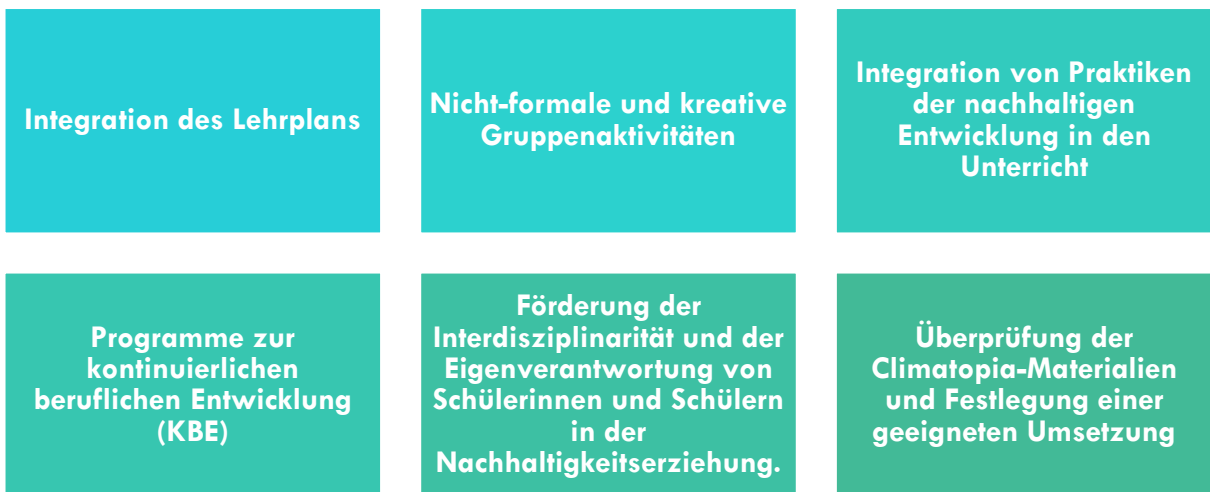 Integration des Lehrplans
Nicht-formale und kreative
Gruppenaktivitäten
Integration von Praktiken
der nachhaltigen
Entwicklung in den
Unterricht
Programme zur
kontinuierlichen
beruflichen Entwicklung
(KBE)
Förderung der
Interdisziplinarität und der
Eigenverantwortung von
Schülerinnen und Schülern
in der
Nachhaltigkeitserziehung.
Überprüfung der
Climatopia-Materialien
und Festlegung einer
geeigneten Umsetzung